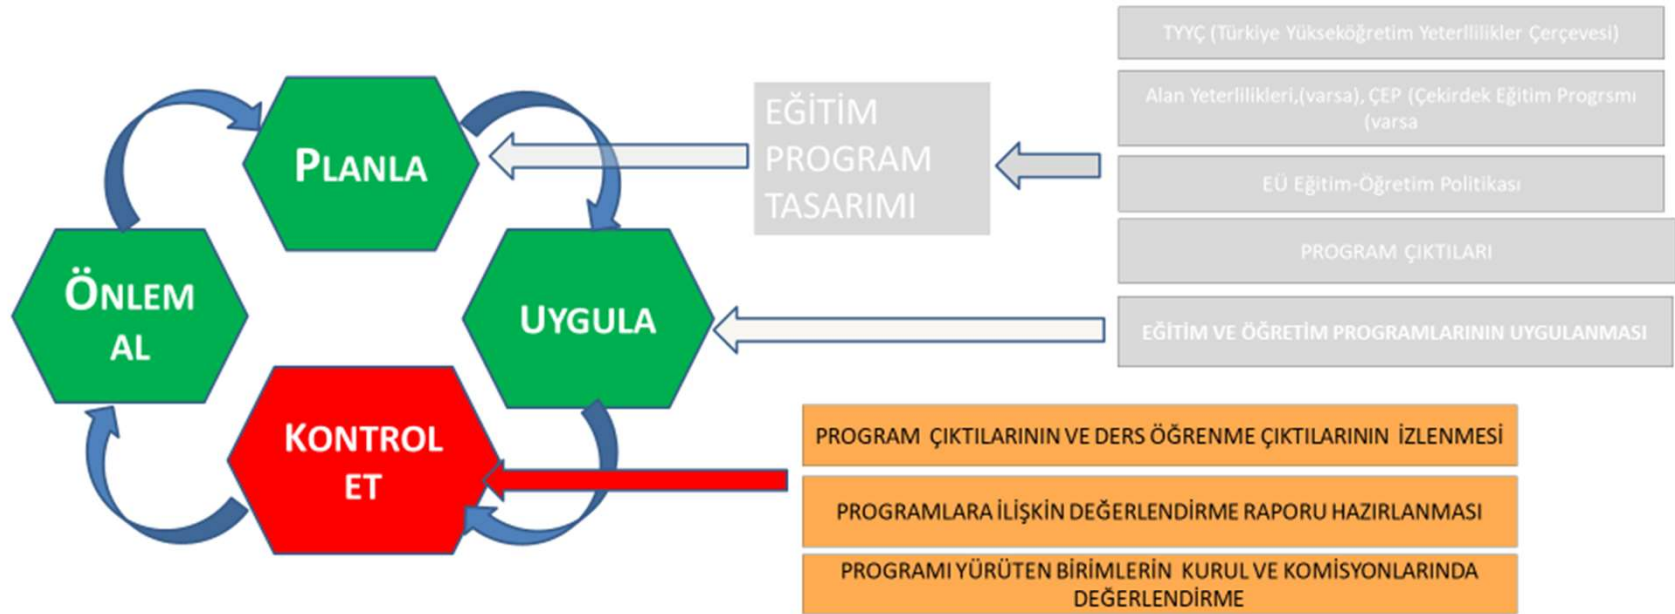 PLANLA
UYGULA
KONTROL
ET
ÖNLEM
AL
EĞİTİM
PROGRAM
TASARIMI
TYYÇ (Türkiye Yükseköğretim Yeterllilikler Çerçevesi)
Alan Yeterlilikleri,(varsa), ÇEP (Çekirdek Eğitim Progrsmı
(varsa
EÜ Eğitim-Öğretim Politikası
PROGRAM ÇIKTILARI
EĞİTİM VE ÖĞRETİM PROGRAMLARININ UYGULANMASI
PROGRAM ÇIKTILARININ VE DERS ÖĞRENME ÇIKTILARININ İZLENMESİ
PROGRAMLARA İLİŞKİN DEĞERLENDİRME RAPORU HAZIRLANMASI
PROGRAMI YÜRÜTEN BİRİMLERİN KURUL VE KOMİSYONLARINDA
DEĞERLENDİRME